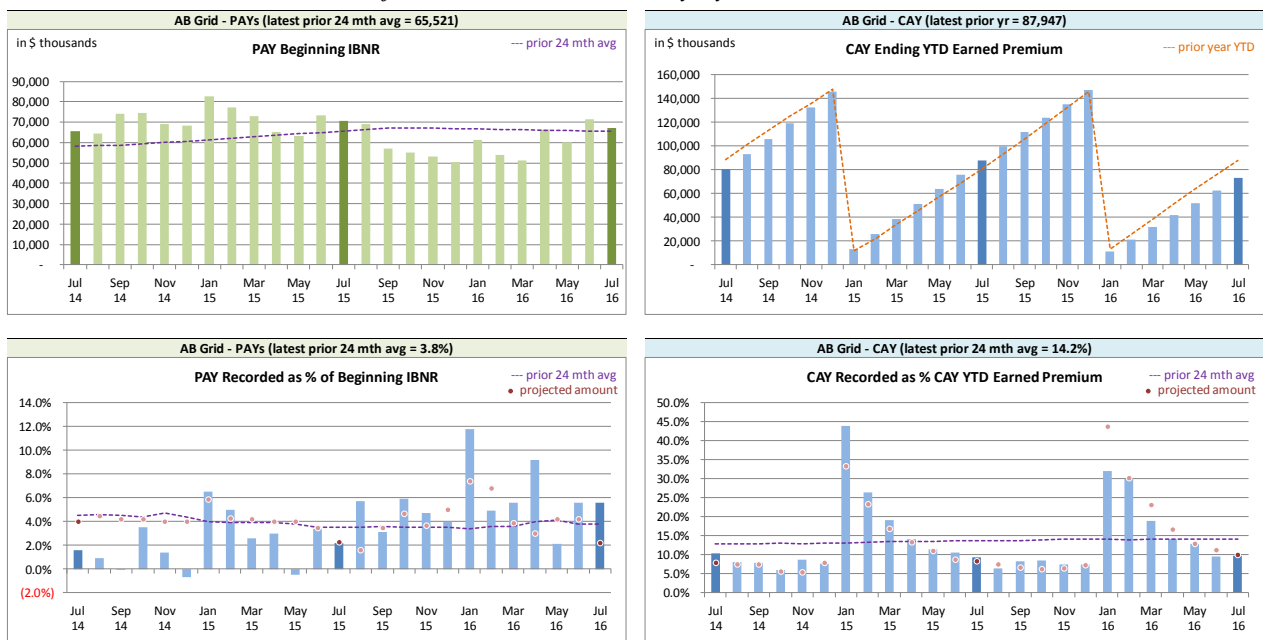 AB Grid - PAYs (latest prior 24 mth avg = 65,521)
in $ thousands
PAY Beginning IBNR
--- prior 24 mth avg
90,000
80,000
70,000
60,000
50,000
40,000
30,000
20,000
10,000
-
Jul Sep Nov Jan Mar May Jul Sep Nov Jan Mar May Jul
14 14 14 15 15 15 15 15 15 16 16 16 16
AB Grid - CAY (latest prior yr = 87,947)
in $ thousands
CAY Ending YTD Earned Premium
--- prior year YTD
160,000
140,000
120,000
100,000
80,000
60,000
40,000
20,000
-
Jul Sep Nov Jan Mar May Jul Sep Nov Jan Mar May Jul
14 14 14 15 15 15 15 15 15 16 16 16 16
AB Grid - PAYs (latest prior 24 mth avg = 3.8%)
PAY Recorded as % of Beginning IBNR
--- prior 24 mth avg
• projected amount
14.0%
12.0%
10.0%
8.0%
6.0%
4.0%
2.0%
0.0%
(2.0%)
Jul Sep Nov Jan Mar May Jul Sep Nov Jan Mar May Jul
14 14 14 15 15 15 15 15 15 16 16 16 16
AB Grid - CAY (latest prior 24 mth avg = 14.2%)
CAY Recorded as % CAY YTD Earned Premium
--- prior 24 mth avg
• projected amount
50.0%
45.0%
40.0%
35.0%
30.0%
25.0%
20.0%
15.0%
10.0%
5.0%
0.0%
Jul Sep Nov Jan Mar May Jul Sep Nov Jan Mar May Jul
14 14 14 15 15 15 15 15 15 16 16 16 16